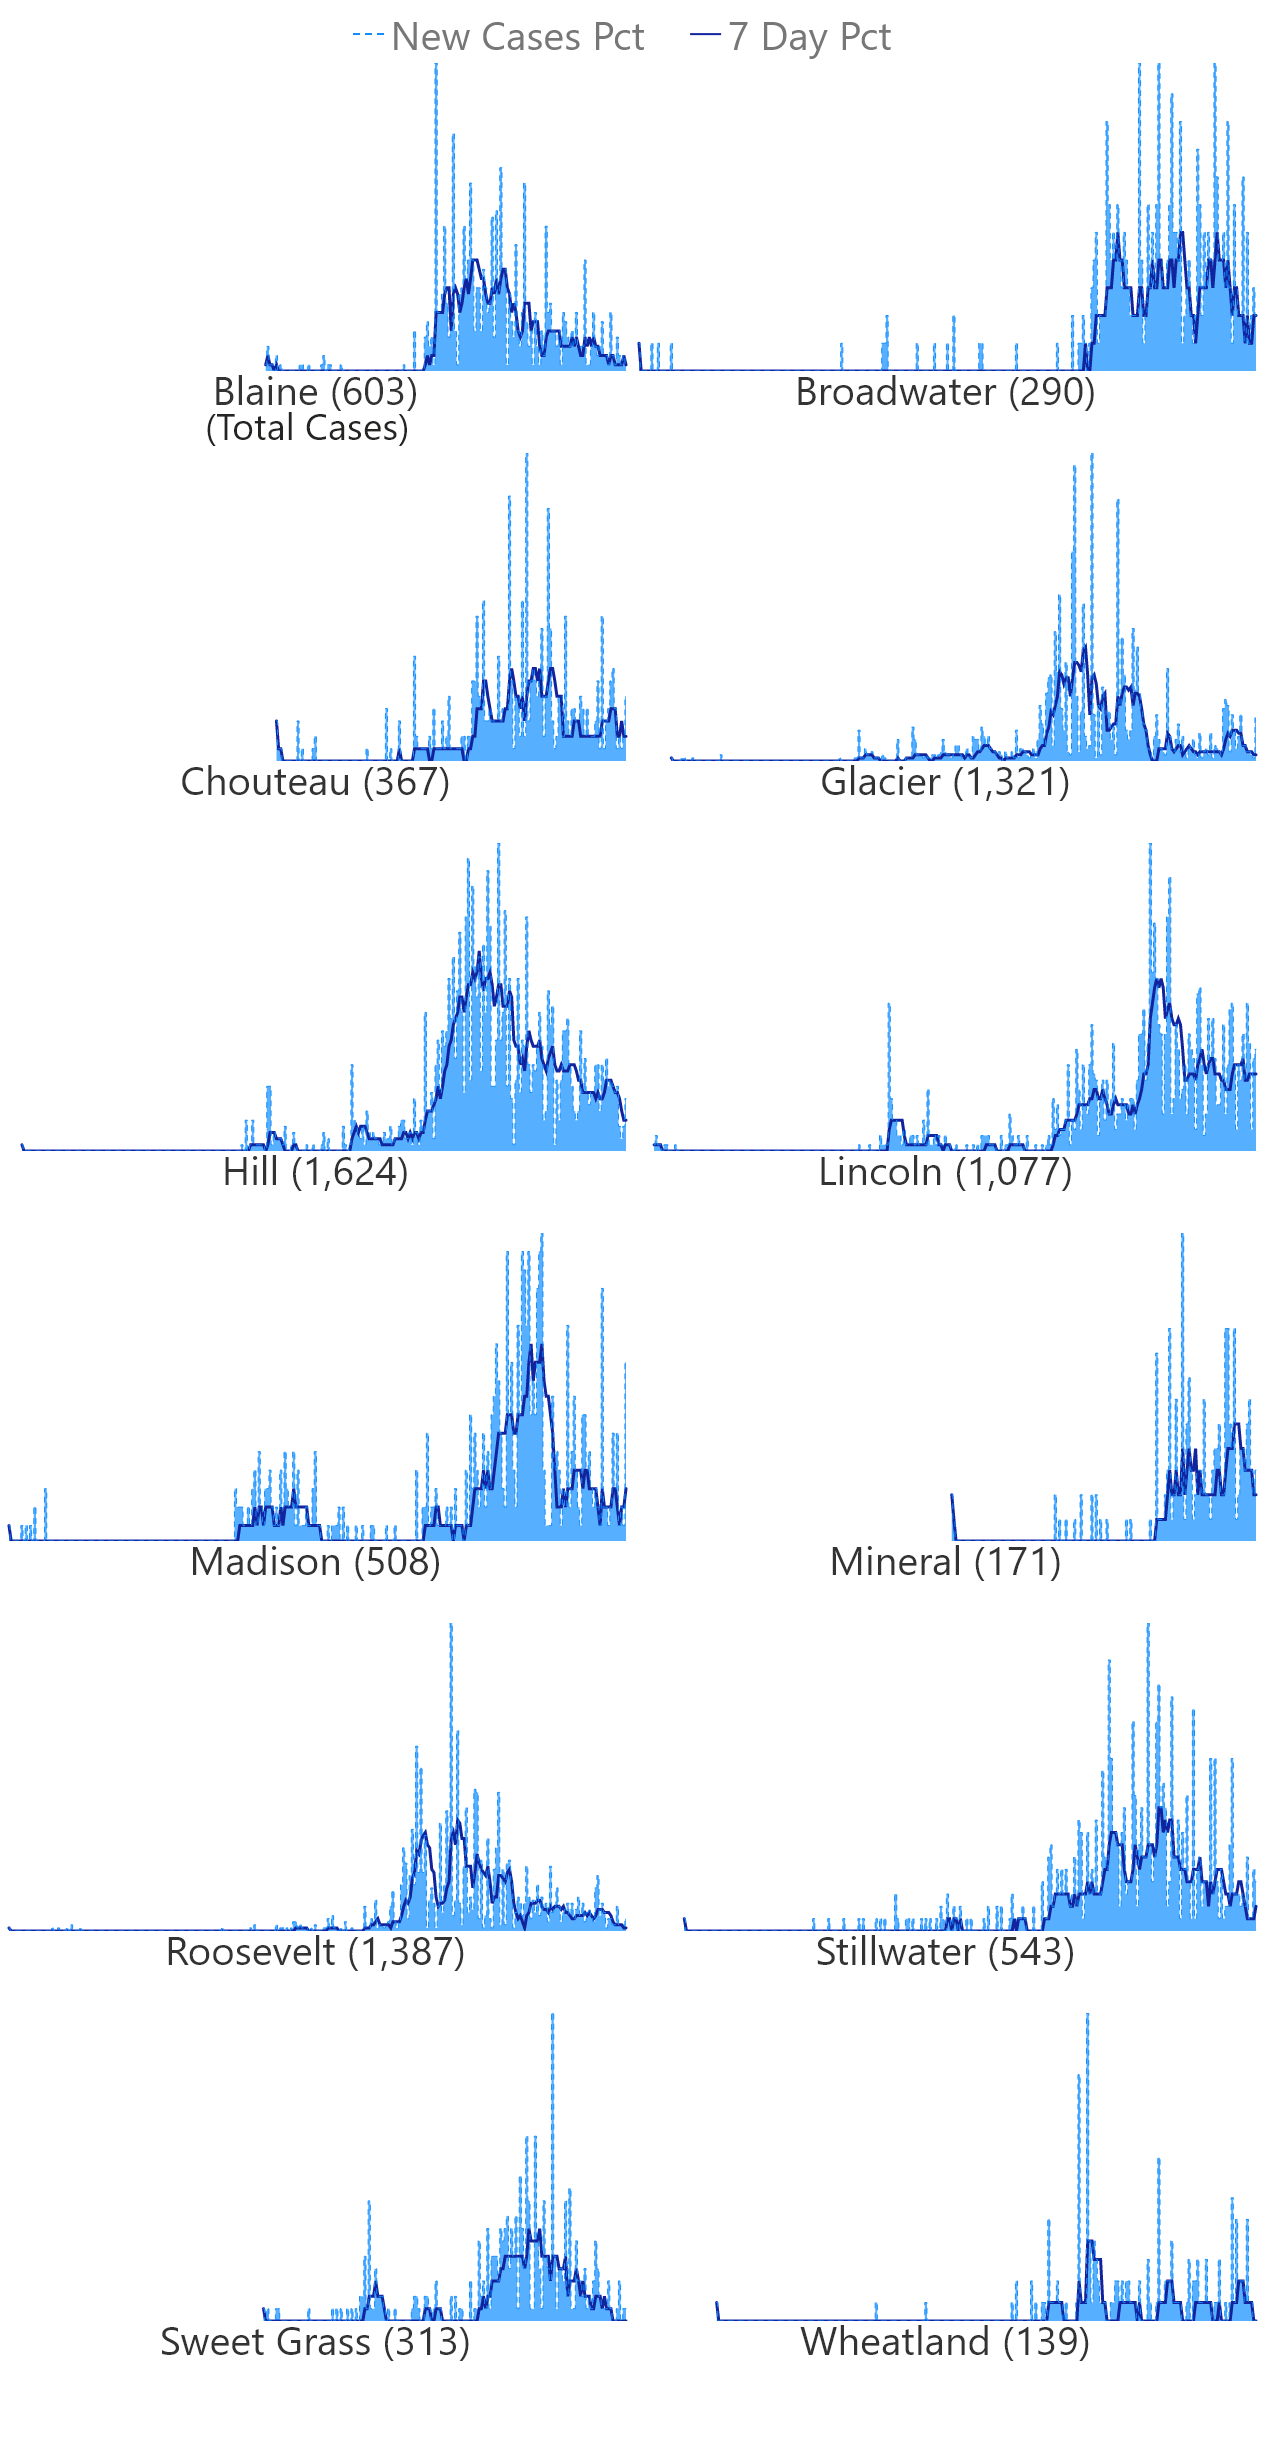 New Cases Pct 7 Day Pct
Blaine (603) Broadwater (290)
(Total Cases)
Chouteau (367) Glacier (1,321)
Hill (1,624) Lincoln (1,077)
Madison (508) Mineral (171)
Roosevelt (1,387) Stillwater (543)
Sweet Grass (313) Wheatland (139)